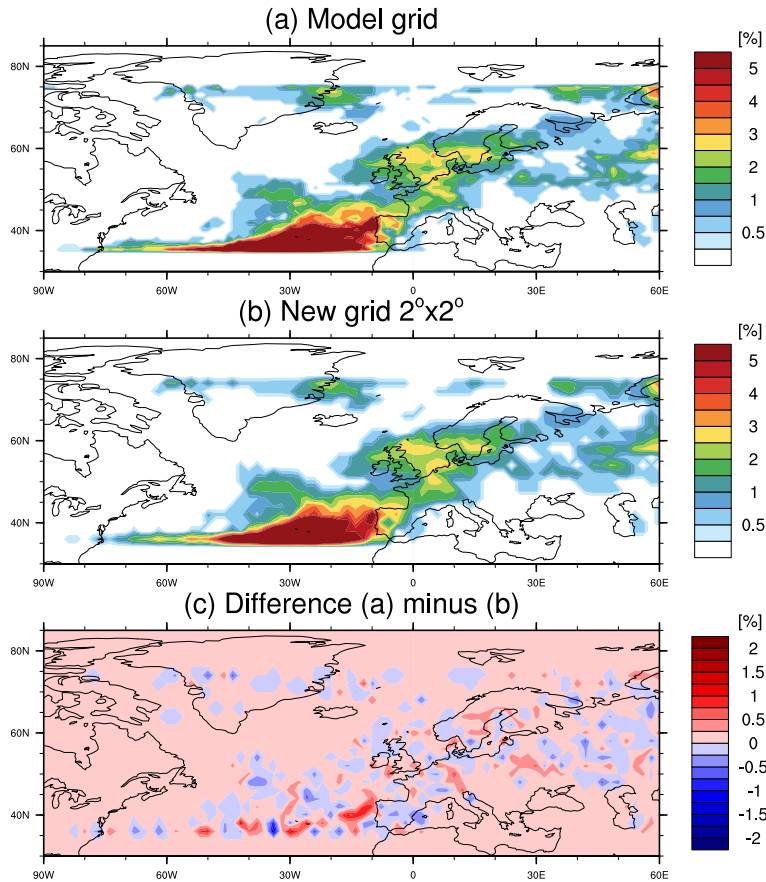 (a) Model grid
[%]
80N
60N
40N
90W 60W 30W 0 30E 60E
5
4
3
2
1
0.5
(b) New grid 2°x2°
[%]
80N
60N
40N
90W 60W 30W 0 30E 60E
5
4
3
2
1
0.5
(c) Difference (a) minus (b)
[%]
80N
60N
40N
90W 60W 30W 0 30E 60E
2
1.5
1
0.5
0
-0.5
-1
-1.5
-2